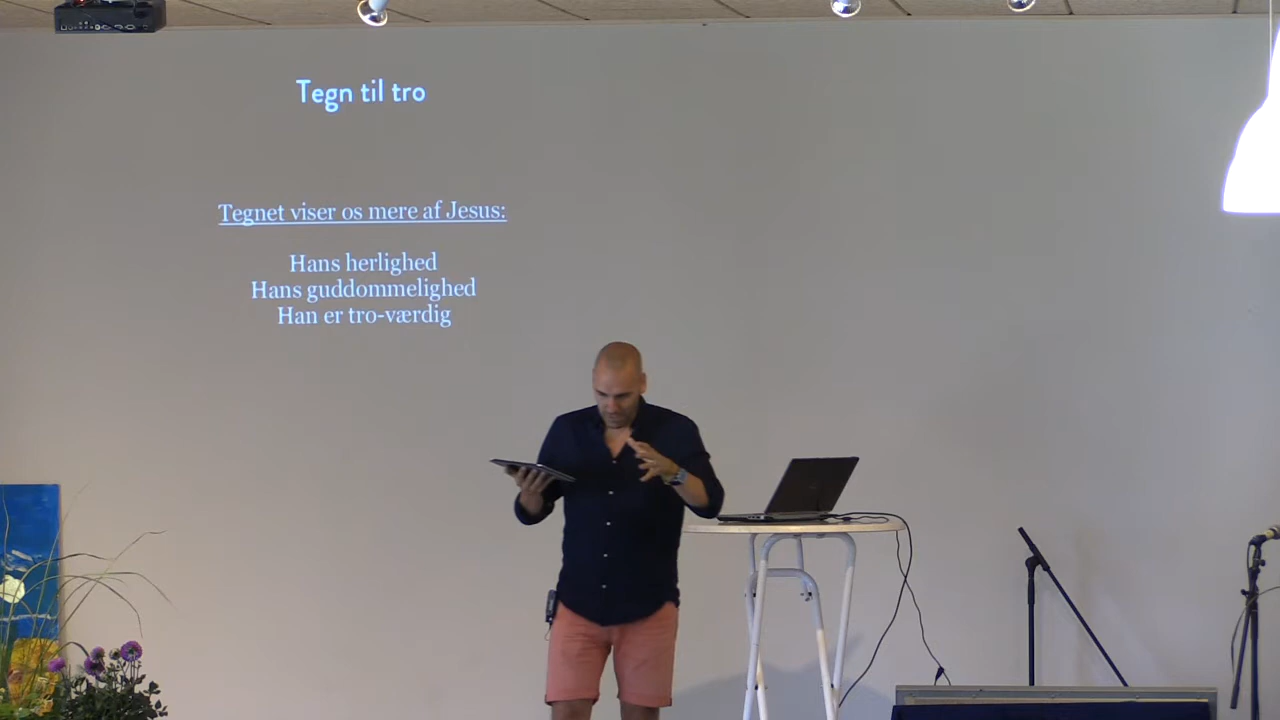 Tegn til tro
Tegnet viser os mere af Jesus:
Hans herlighed
Hans guddommelighed
Han er tro-værdig